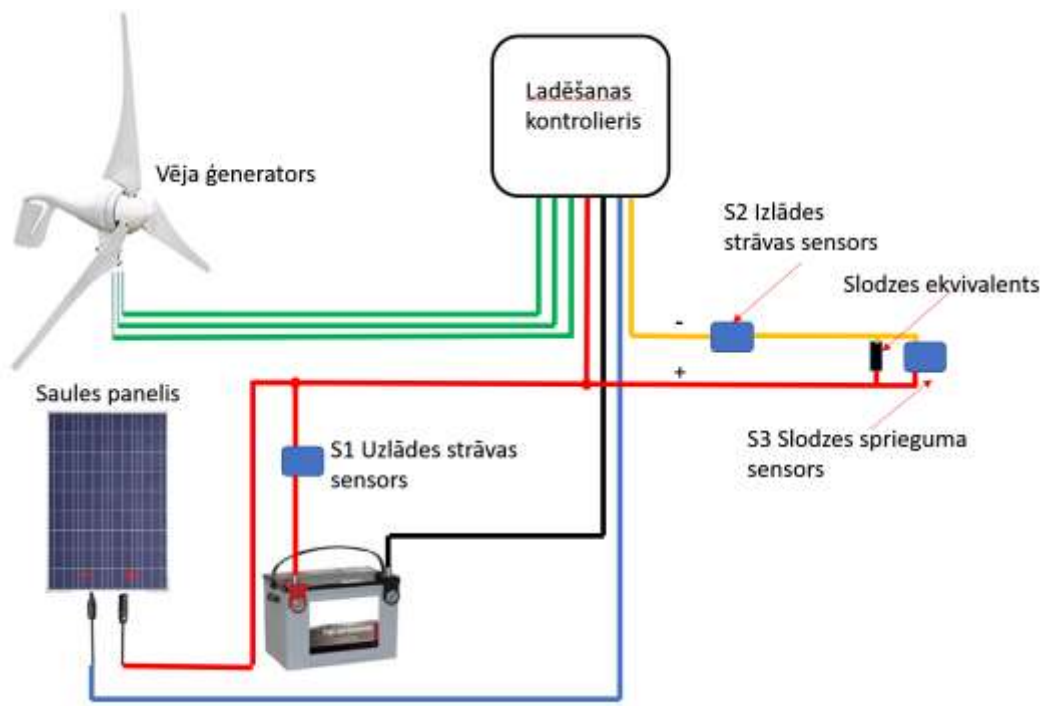 Ladēšanas
kontrolieris
Vēja ģenerators
S2 Izlādes
strāvas sensors
Slodzes ekvivalents
-
+
Saules panelis
S1 Uzlādes strāvas
sensors
S3 Slodzes sprieguma
sensors